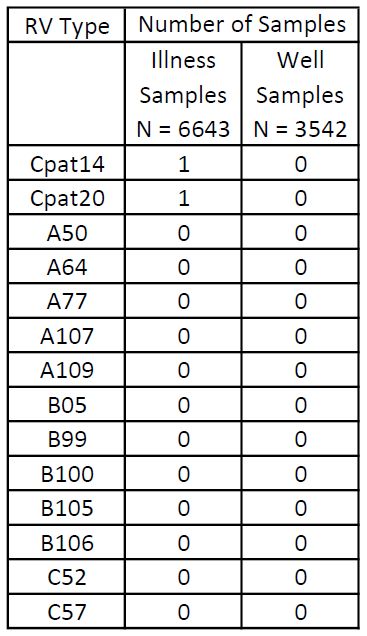 RV Type Number of Samples
Illness Samples N = 6643 Well Samples N = 3542
Cpat14 1 0
Cpat20 1 0
A50 0 0
A64 0 0
A77 0 0
A107 0 0
A109 0 0
B05 0 0
B99 0 0
B100 0 0
B105 0 0
B106 0 0
C52 0 0
C57 0 0